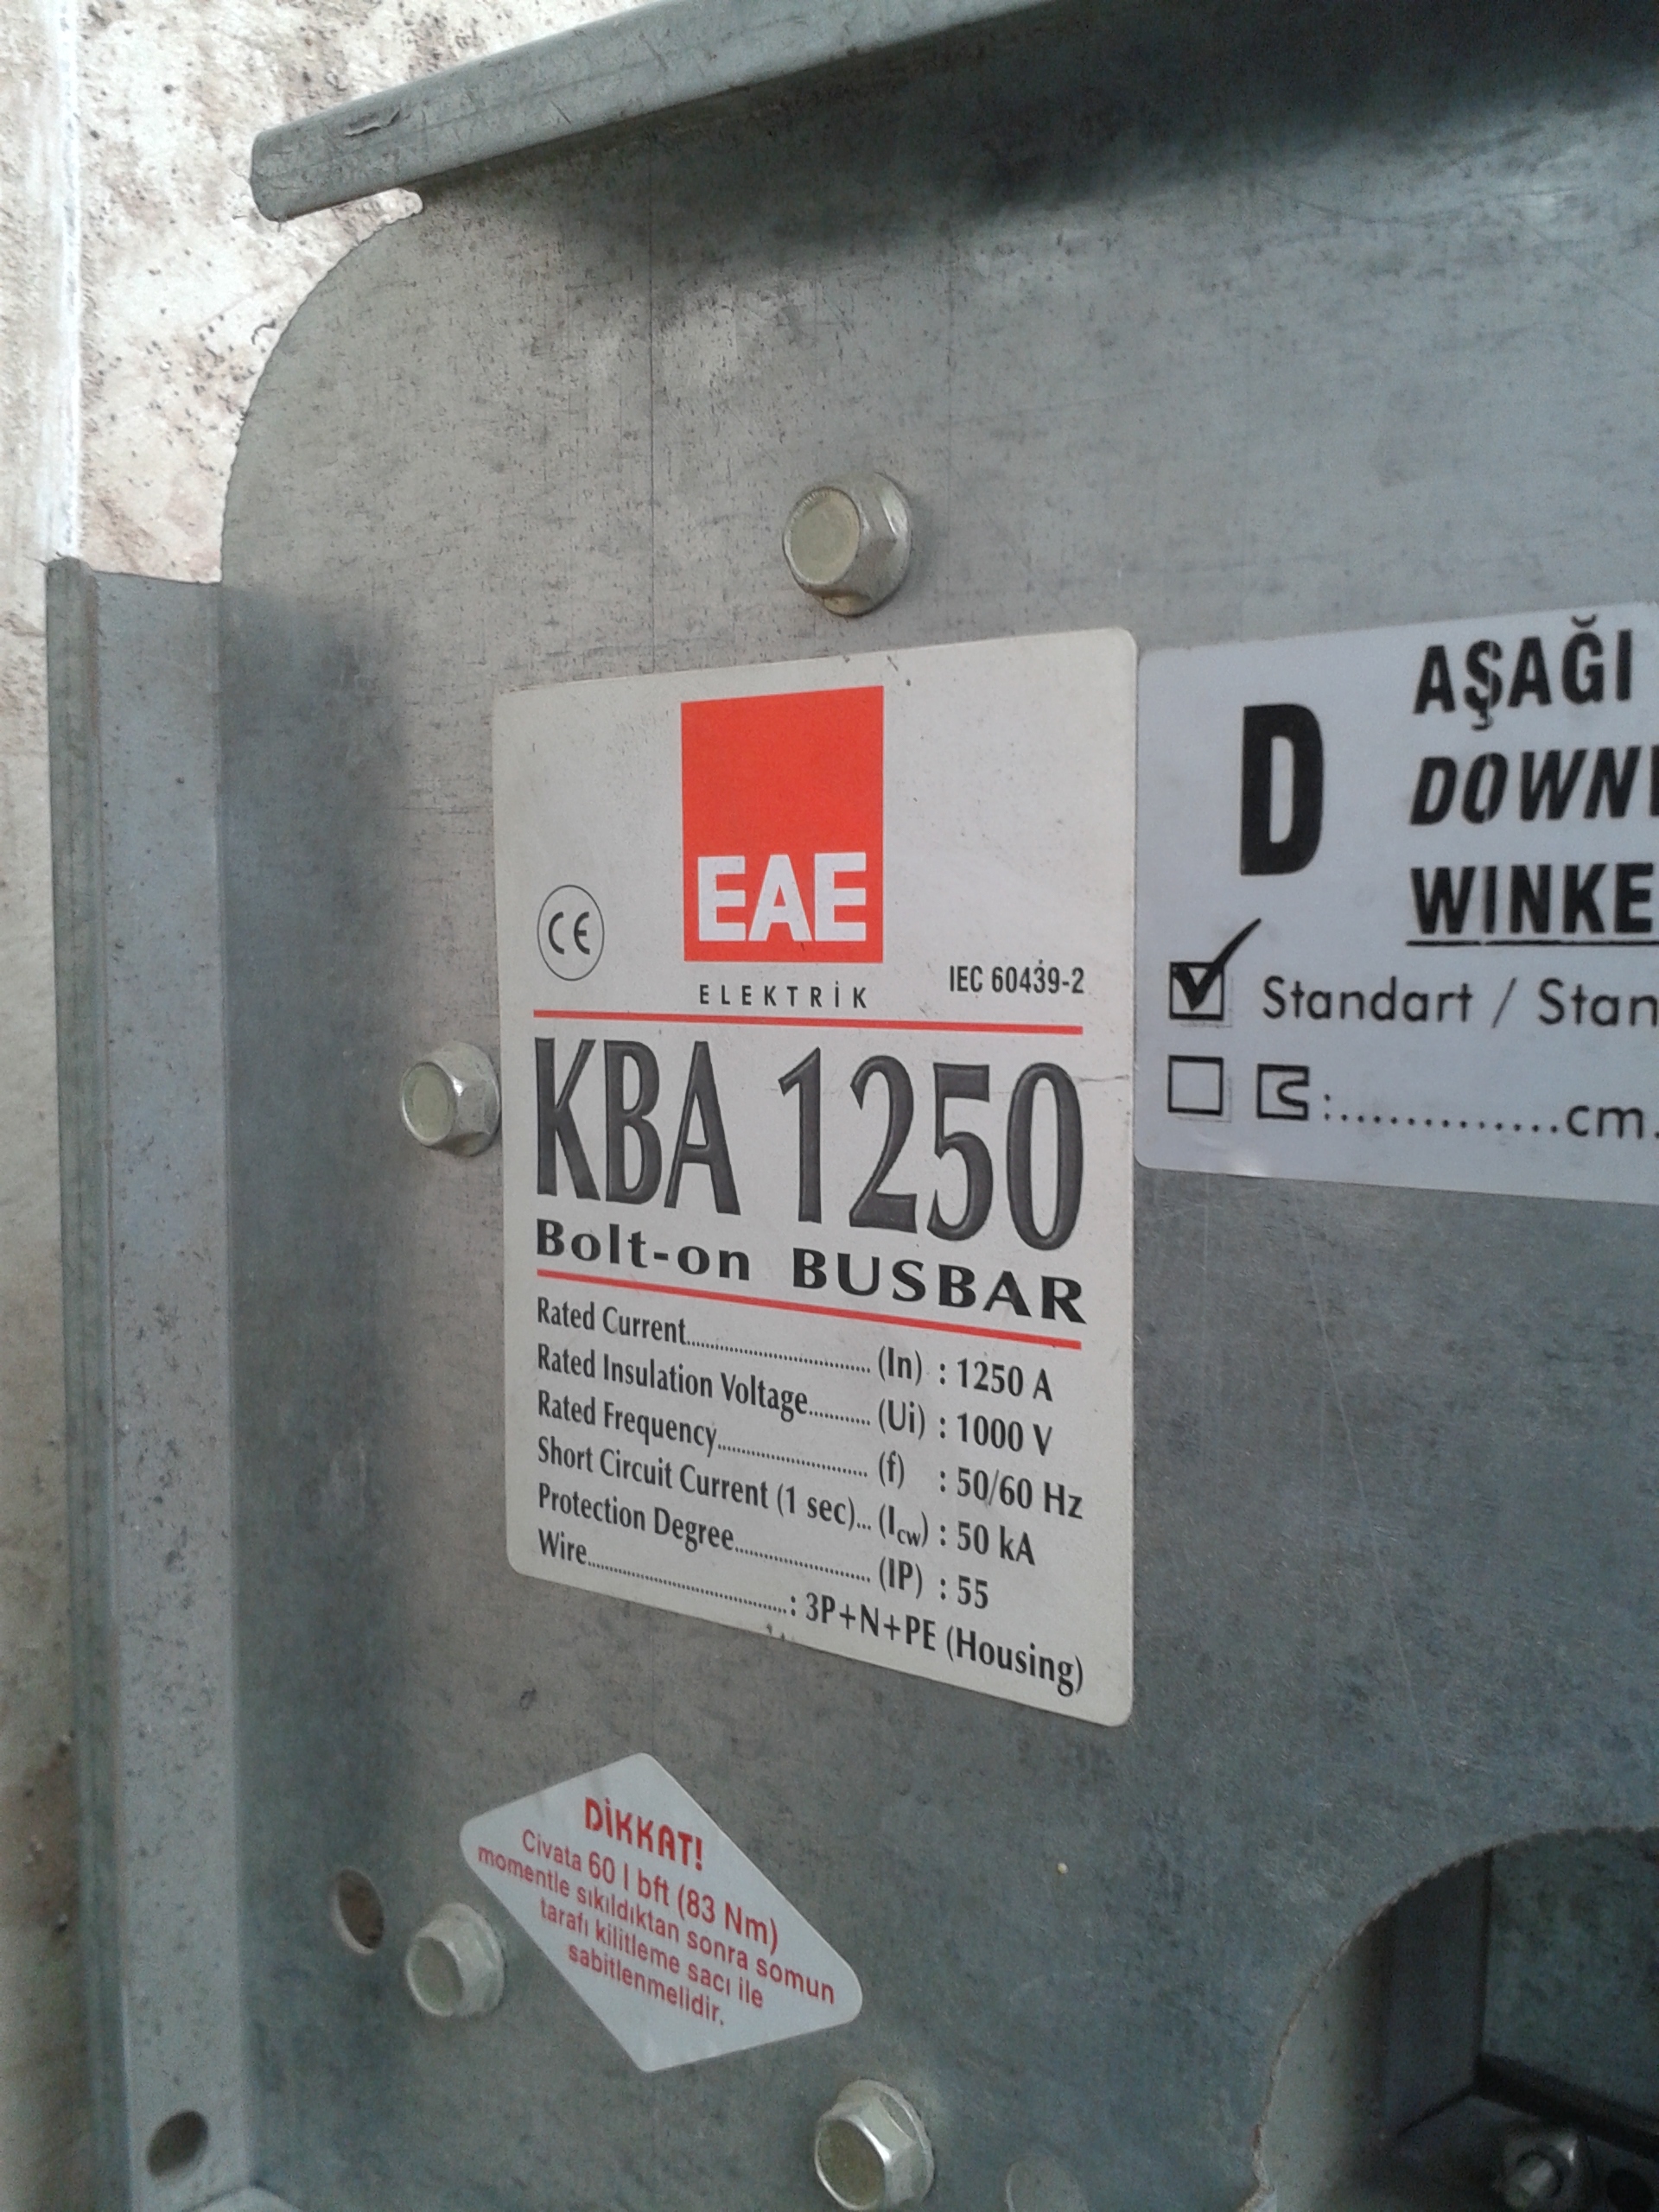 EAE
CE
ELEKTRİK
IEC 60439-2
KBA 1250
Bolt-on BUSBAR
Rated Current (In) : 1250 A
Rated Insulation Voltage (Ui) : 1000 V
Rated Frequency (f) : 50/60 Hz
Short Circuit Current (1 sec)... (Icw) : 50 kA
Protection Degree (IP) : 55
Wire : 3P+N+PE (Housing)
D
AŞAĞI
DOWN
WINKE
Standart / Stan
:..............cm.
DİKKAT!
Civata 60 l bft (83 Nm)
momentle sıkıldıktan sonra somun
tarafı kilitleme sacı ile
sabitlenmelidir.